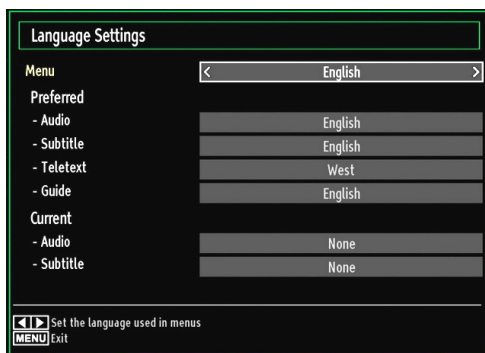 Language Settings
Menu < English >
Preferred
- Audio English
- Subtitle English
- Teletext West
- Guide English
Current
- Audio None
- Subtitle None
Set the language used in menus
MENU Exit